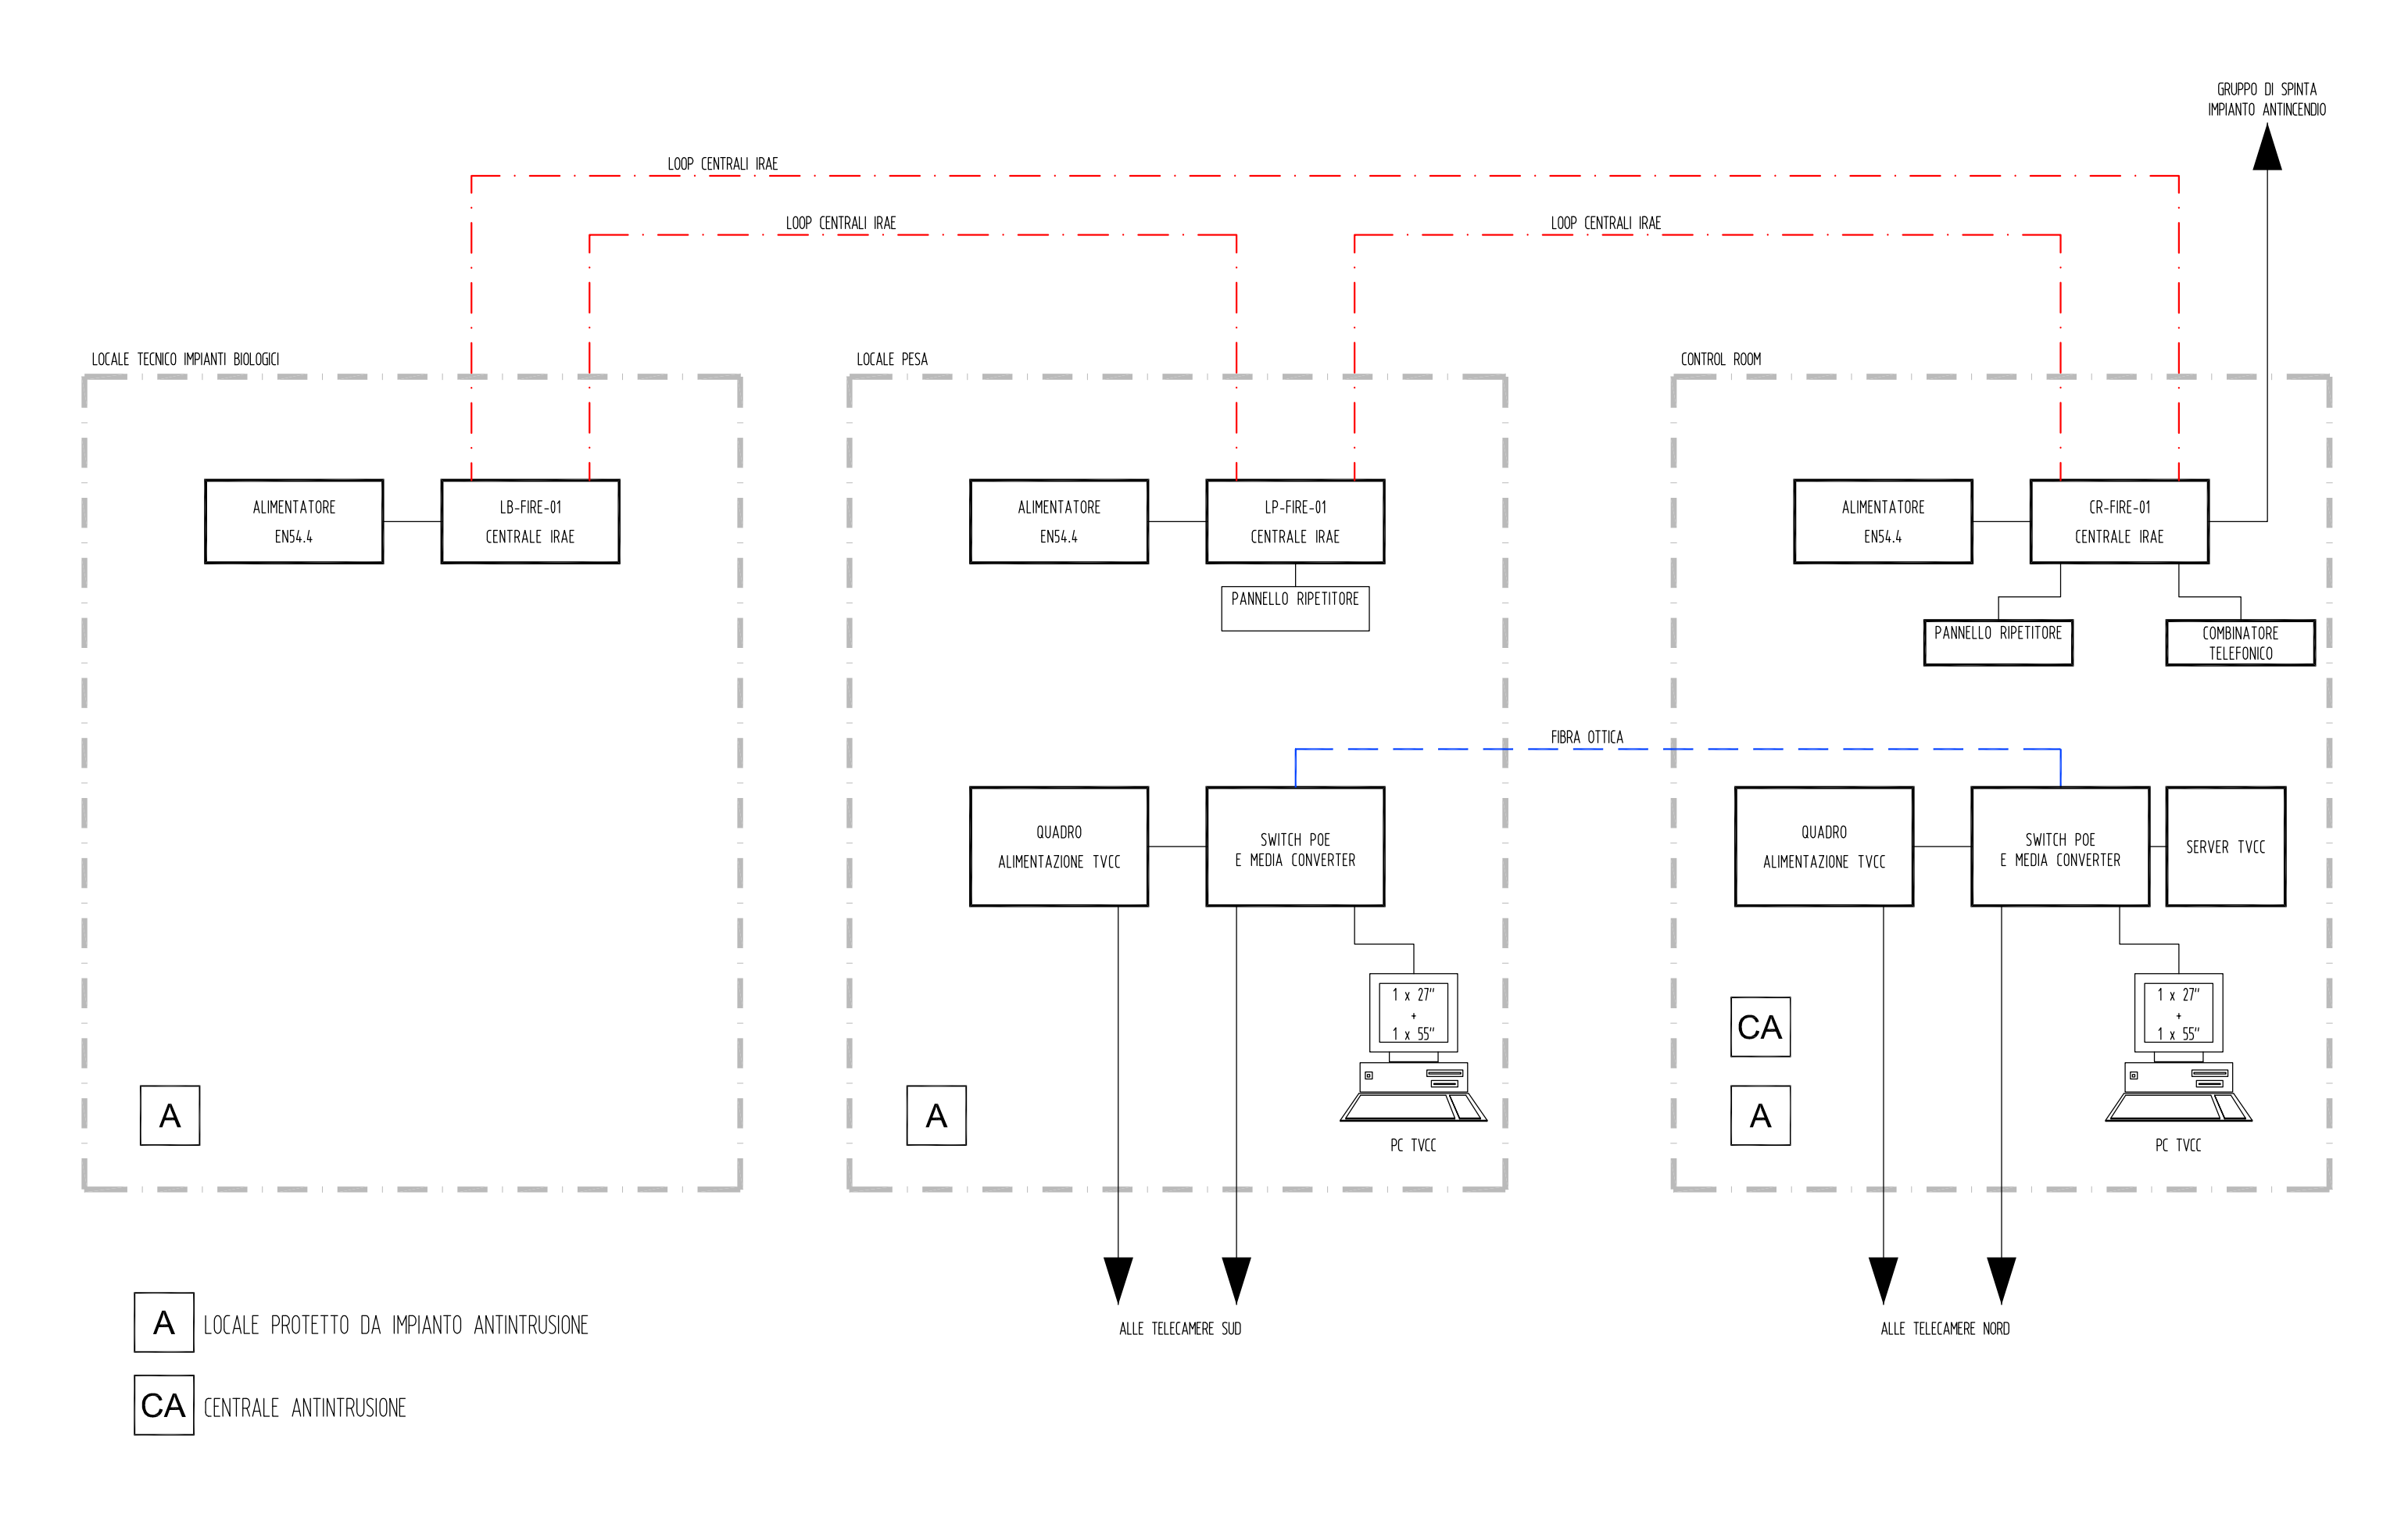 GRUPPO DI SPINTA
IMPIANTO ANTINCENDIO
LOOP CENTRALI IRAE
LOOP CENTRALI IRAE
LOOP CENTRALI IRAE
LOCALE TECNICO IMPIANTI BIOLOGICI
LOCALE PESA
CONTROL ROOM
ALIMENTATORE
EN54.4
LB-FIRE-01
CENTRALE IRAE
ALIMENTATORE
EN54.4
LP-FIRE-01
CENTRALE IRAE
ALIMENTATORE
EN54.4
CR-FIRE-01
CENTRALE IRAE
PANNELLO RIPETITORE
PANNELLO RIPETITORE
COMBINATORE
TELEFONICO
FIBRA OTTICA
QUADRO
ALIMENTAZIONE TVCC
SWITCH POE
E MEDIA CONVERTER
QUADRO
ALIMENTAZIONE TVCC
SWITCH POE
E MEDIA CONVERTER
SERVER TVCC
1 x 27"
+
1 x 55"
1 x 27"
+
1 x 55"
CA
A
A
A
PC TVCC
PC TVCC
ALLE TELECAMERE SUD
ALLE TELECAMERE NORD
A LOCALE PROTETTO DA IMPIANTO ANTINTRUSIONE
CA CENTRALE ANTINTRUSIONE